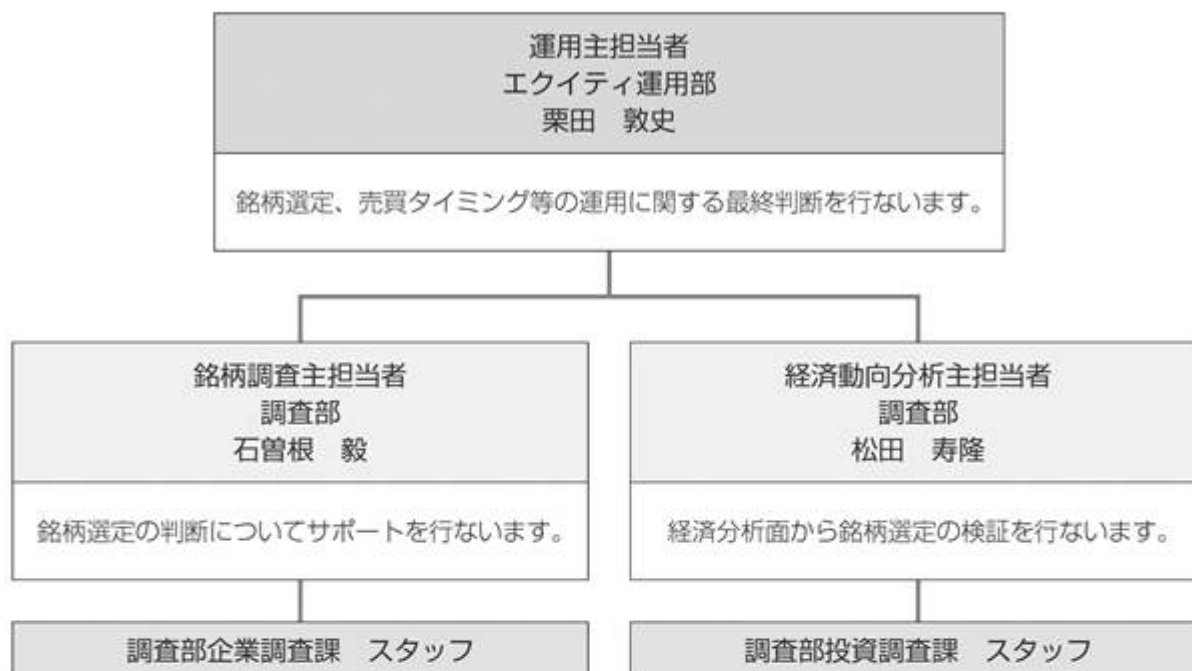 運用主担当者
エクイティ運用部
栗田　敦史
銘柄選定、売買タイミング等の運用に関する最終判断を行ないます。
銘柄調査主担当者
調査部
石曽根　毅
銘柄選定の判断についてサポートを行ないます。
調査部企業調査課　スタッフ
経済動向分析主担当者
調査部
松田　寿隆
経済分析面から銘柄選定の検証を行ないます。
調査部投資調査課　スタッフ